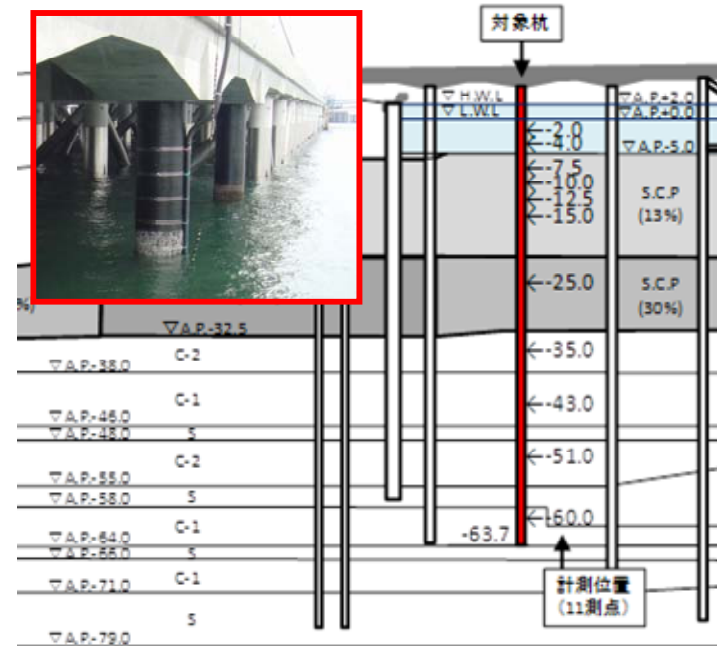 対象杭
▽H.W.L
▽A.P.+2.0
▽L.W.L
▽A.P.+0.0
-2.0
-4.0
▽A.P.-5.0
-7.5
-10.0
-12.5
-15.0
S.C.P
(13%)
-25.0
S.C.P
(30%)
%)
▽A.P.-32.5
C-2
-35.0
▽A.P.-38.0
C-1
-43.0
▽A.P.-46.0
▽A.P.-48.0
S
C-2
-51.0
▽A.P.-55.0
▽A.P.-58.0
S
-60.0
C-1
-63.7
▽A.P.-64.0
▽A.P.-66.0
S
C-1
▽A.P.-71.0
計測位置
(11測点)
S
▽A.P.-79.0